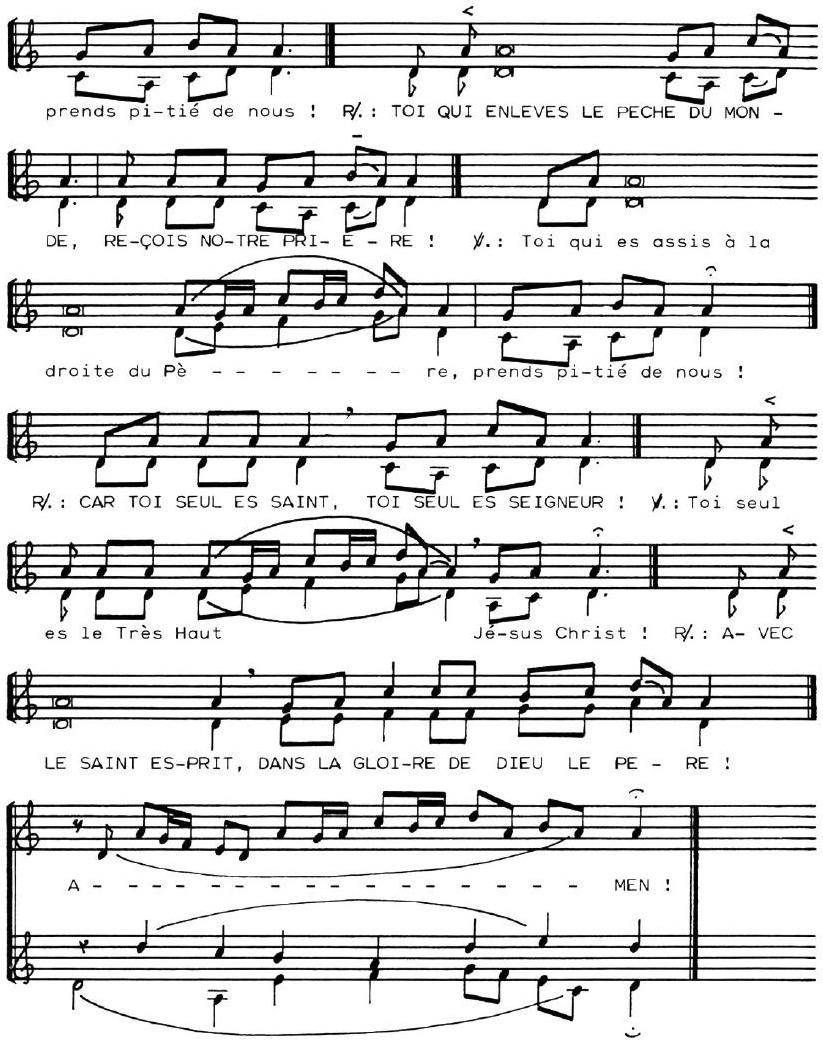 prends pi-tié de nous ! R/. : TOI QUI ENLEVES LE PECHE DU MON -
DE, RE-ÇOIS NO-TRE PRI- E - RE ! V/. : Toi qui es assis à la
droite du Pè - - - - - - - re, prends pi-tié de nous !
R/. : CAR TOI SEUL ES SAINT, TOI SEUL ES SEIGNEUR ! V/. : Toi seul
es le Très Haut Jé-sus Christ ! R/. : A- VEC
LE SAINT ES-PRIT, DANS LA GLOI-RE DE DIEU LE PE - RE !
A - - - - - - - - - - - - - MEN !